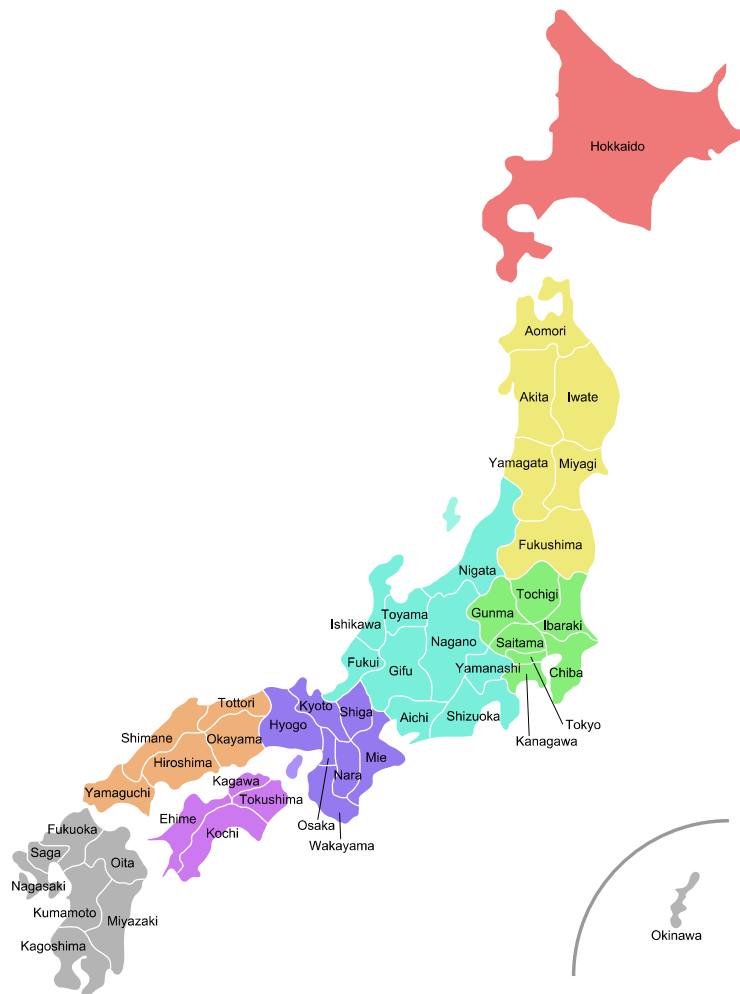 Hokkaido
Aomori
Akita
Iwate
Yamagata
Miyagi
Fukushima
Nigata
Tochigi
Gunma
Ibaraki
Toyama
Ishikawa
Nagano
Saitama
Fukui
Gifu
Yamanashi
Chiba
Tottori
Kyoto
Shiga
Aichi
Shizuoka
Tokyo
Hyogo
Kanagawa
Shimane
Okayama
Mie
Hiroshima
Nara
Kagawa
Yamaguchi
Tokushima
Ehime
Osaka
Fukuoka
Kochi
Wakayama
Saga
Oita
Nagasaki
Kumamoto
Miyazaki
Okinawa
Kagoshima